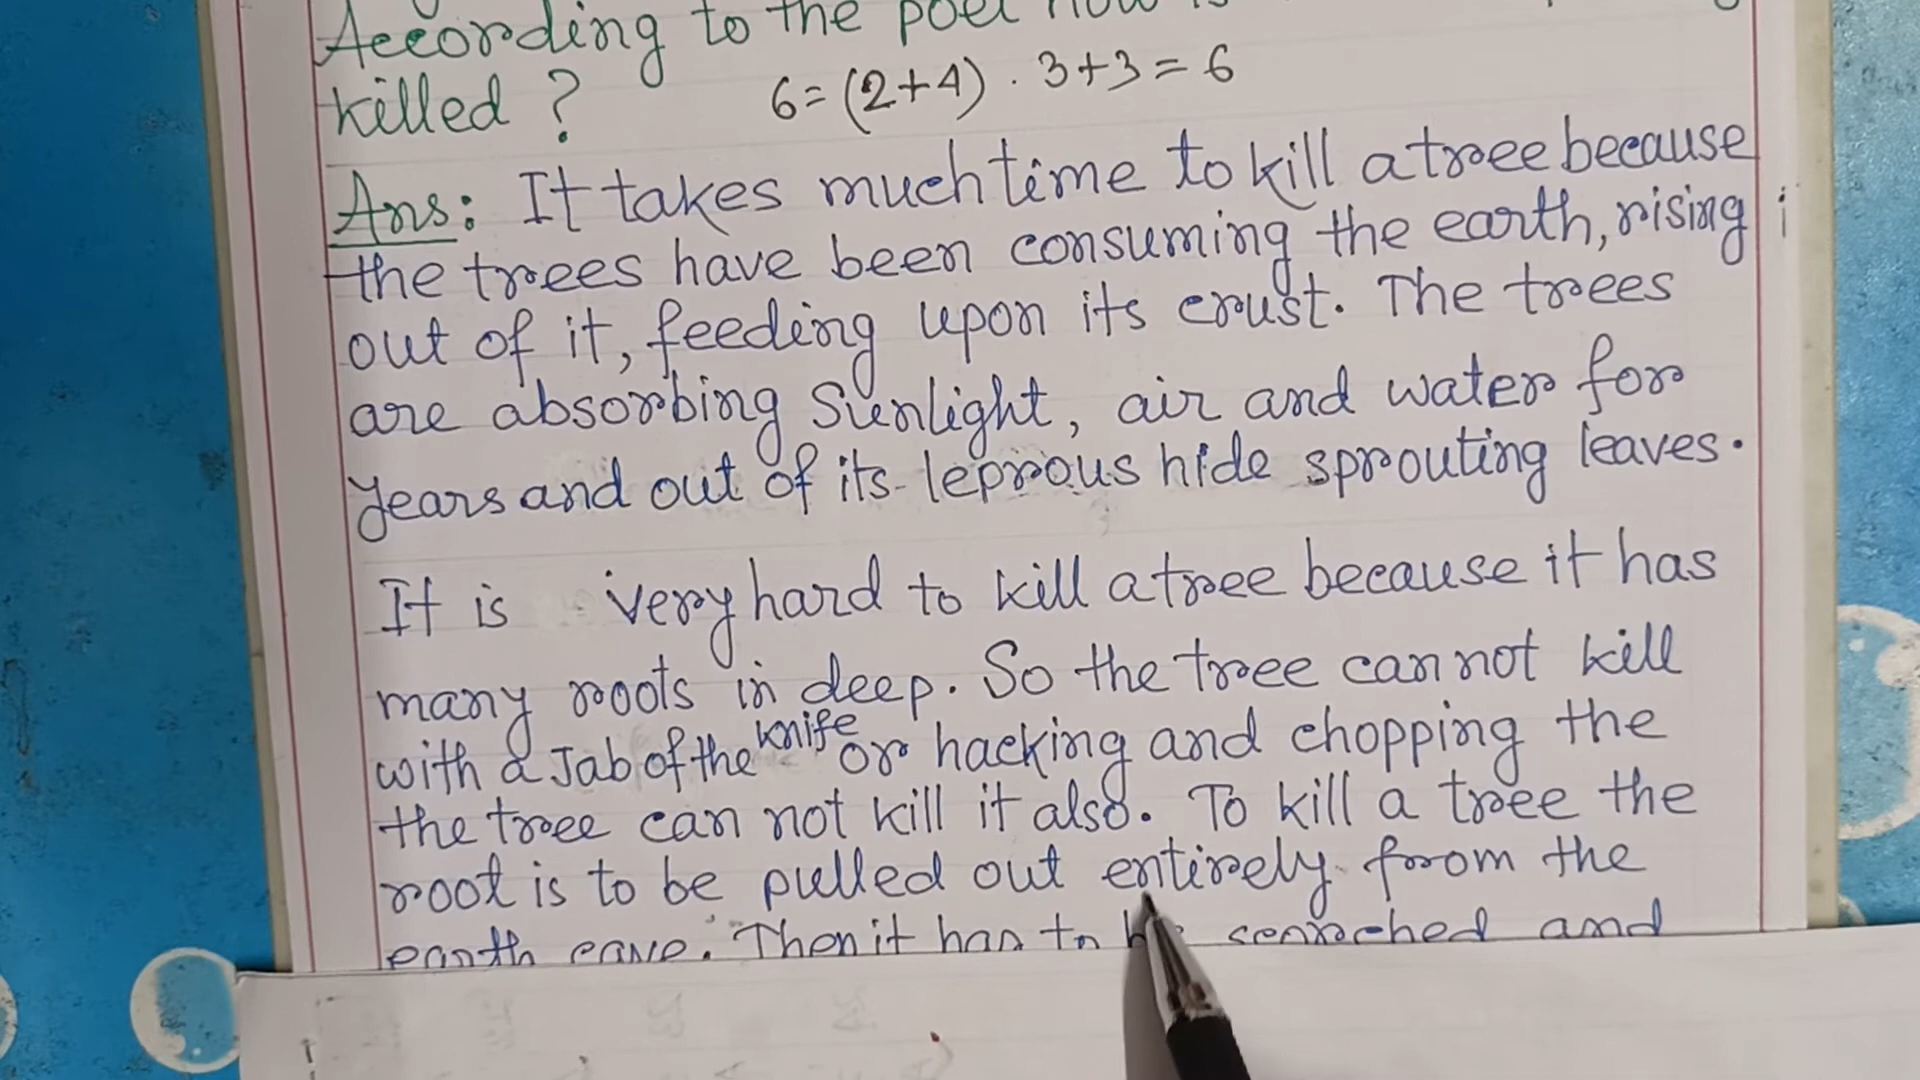 According to the poet how is
killed ? 6=(2+4) . 3+3=6
Ans: It takes much time to kill a tree because
the trees have been consuming the earth, rising
out of it, feeding upon its crust. The trees
are absorbing Sunlight, air and water for
years and out of its leprous hide sprouting leaves.
It is very hard to kill a tree because it has
many roots in deep. So the tree can not kill
with a Jab of the knife or hacking and chopping the
the tree can not kill it also. To kill a tree the
root is to be pulled out entirely from the
earth cave. Then it has to be scorched and